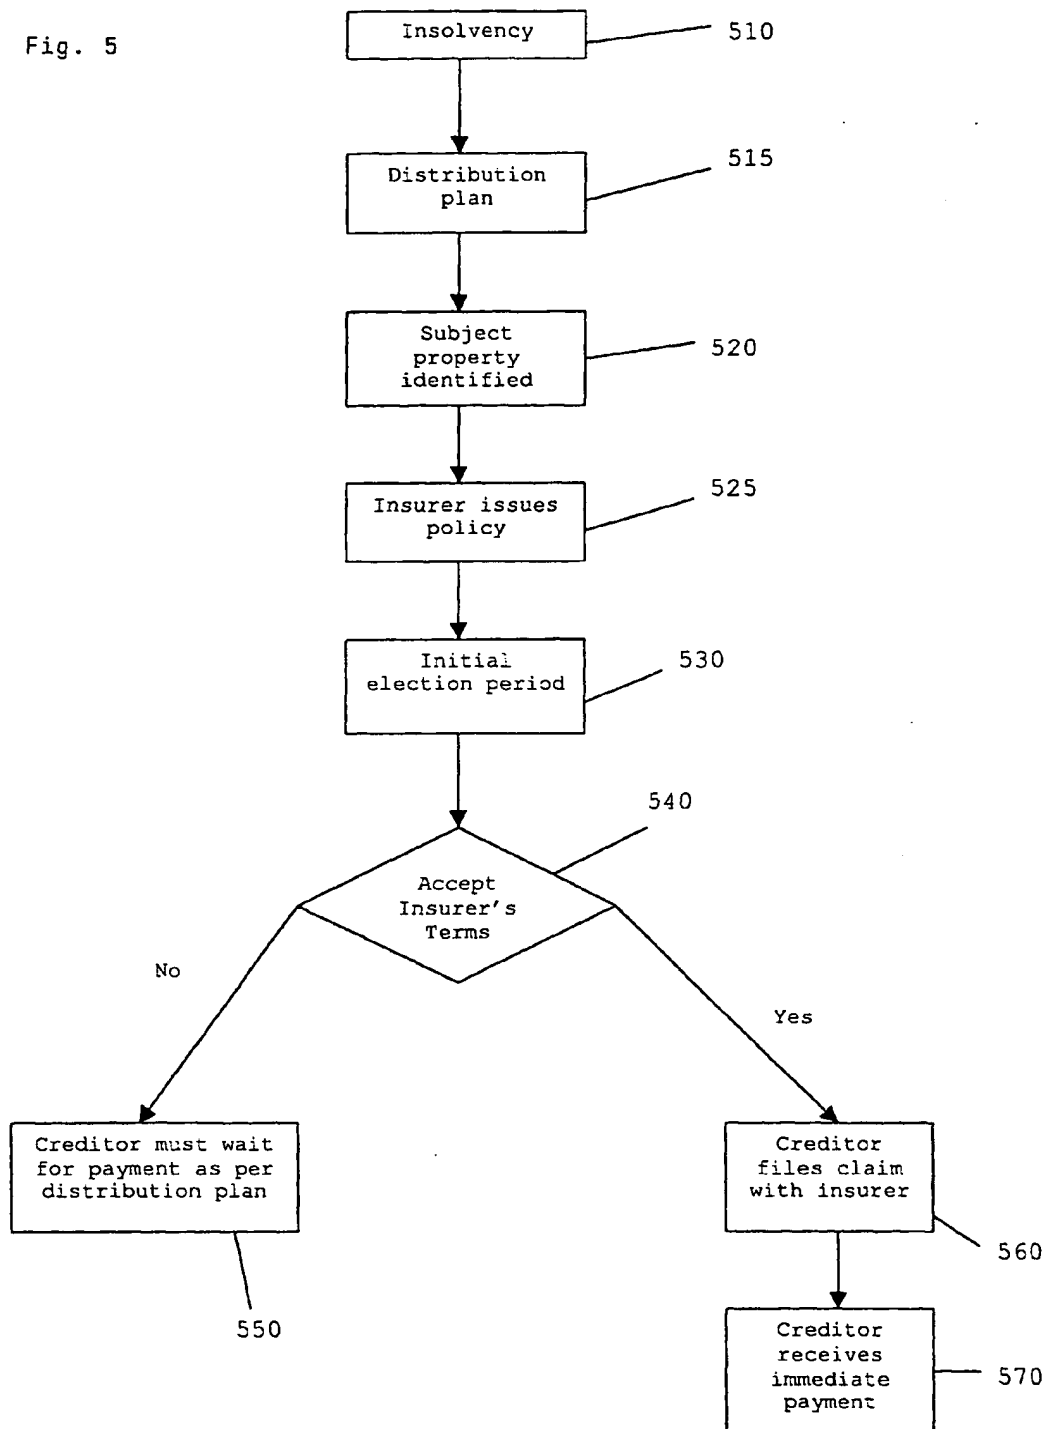 Fig. 5
Insolvency
510
Distribution
plan
515
Subject
property
identified
520
Insurer issues
policy
525
Initial
election period
530
540
Accept
Insurer's
Terms
No
Yes
Creditor must wait
for payment as per
distribution plan
550
Creditor
files claim
with insurer
560
Creditor
receives
immediate
payment
570